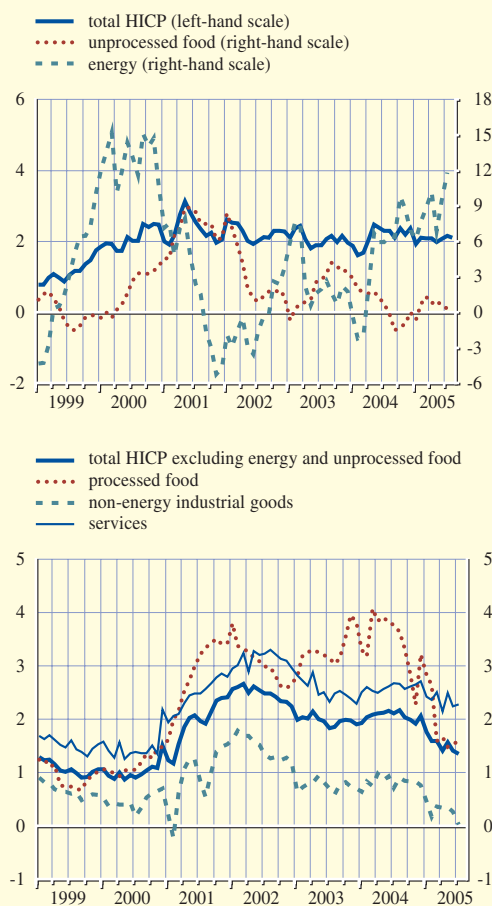 total HICP (left-hand scale)
unprocessed food (right-hand scale)
energy (right-hand scale)
6 18
15
4 12
9
2 6
3
0 0
-3
-2 -6
1999 2000 2001 2002 2003 2004 2005
total HICP excluding energy and unprocessed food
processed food
non-energy industrial goods
services
5 5
4 4
3 3
2 2
1 1
0 0
-1 -1
1999 2000 2001 2002 2003 2004 2005